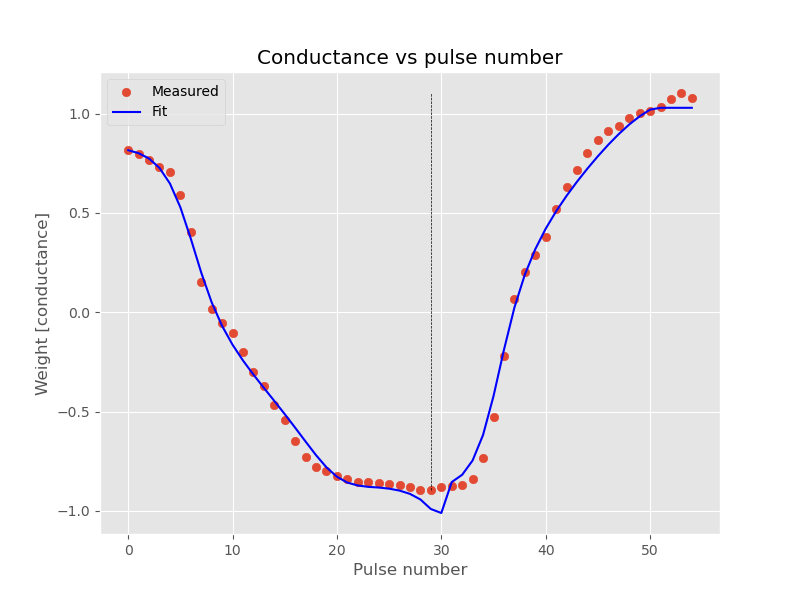 Conductance vs pulse number
Measured
Fit
1.0
0.5
0.0
−0.5
−1.0
Weight [conductance]
0
10
20
30
40
50
Pulse number